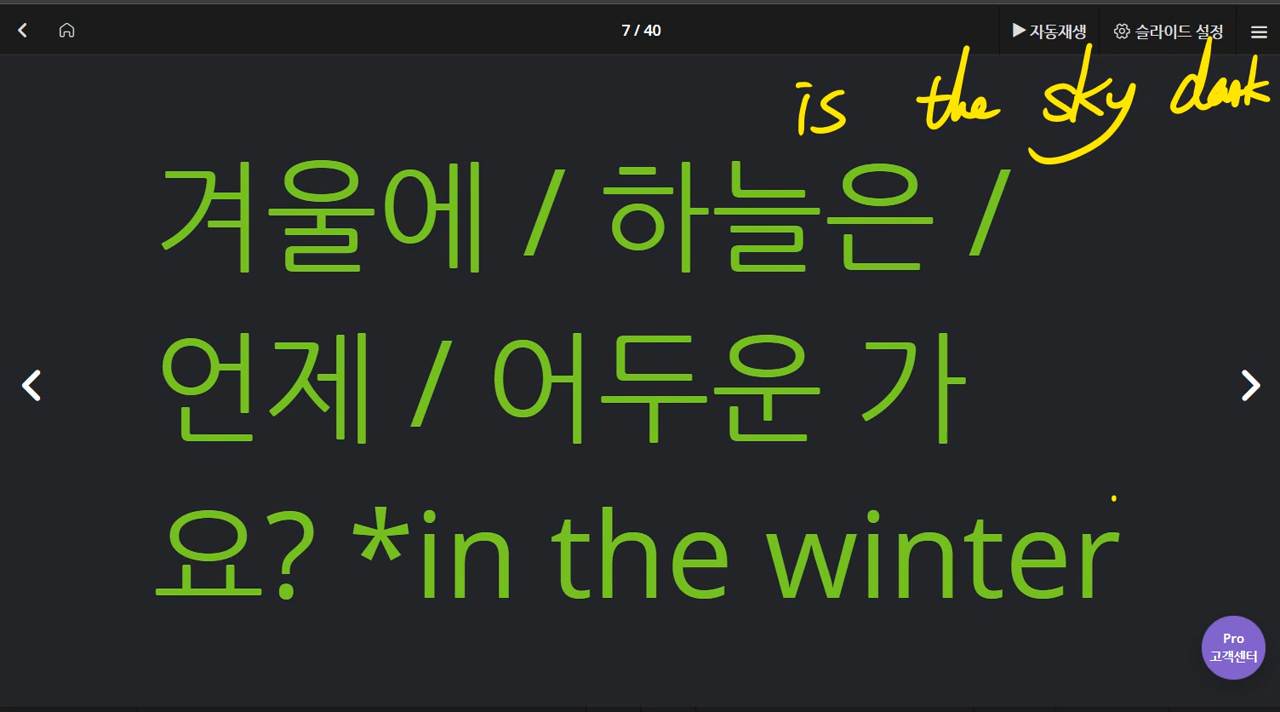 7 / 40
자동재생
슬라이드 설정
is the sky dark
겨울에 / 하늘은 /
언제 / 어두운 가
요? *in the winter
Pro
고객센터